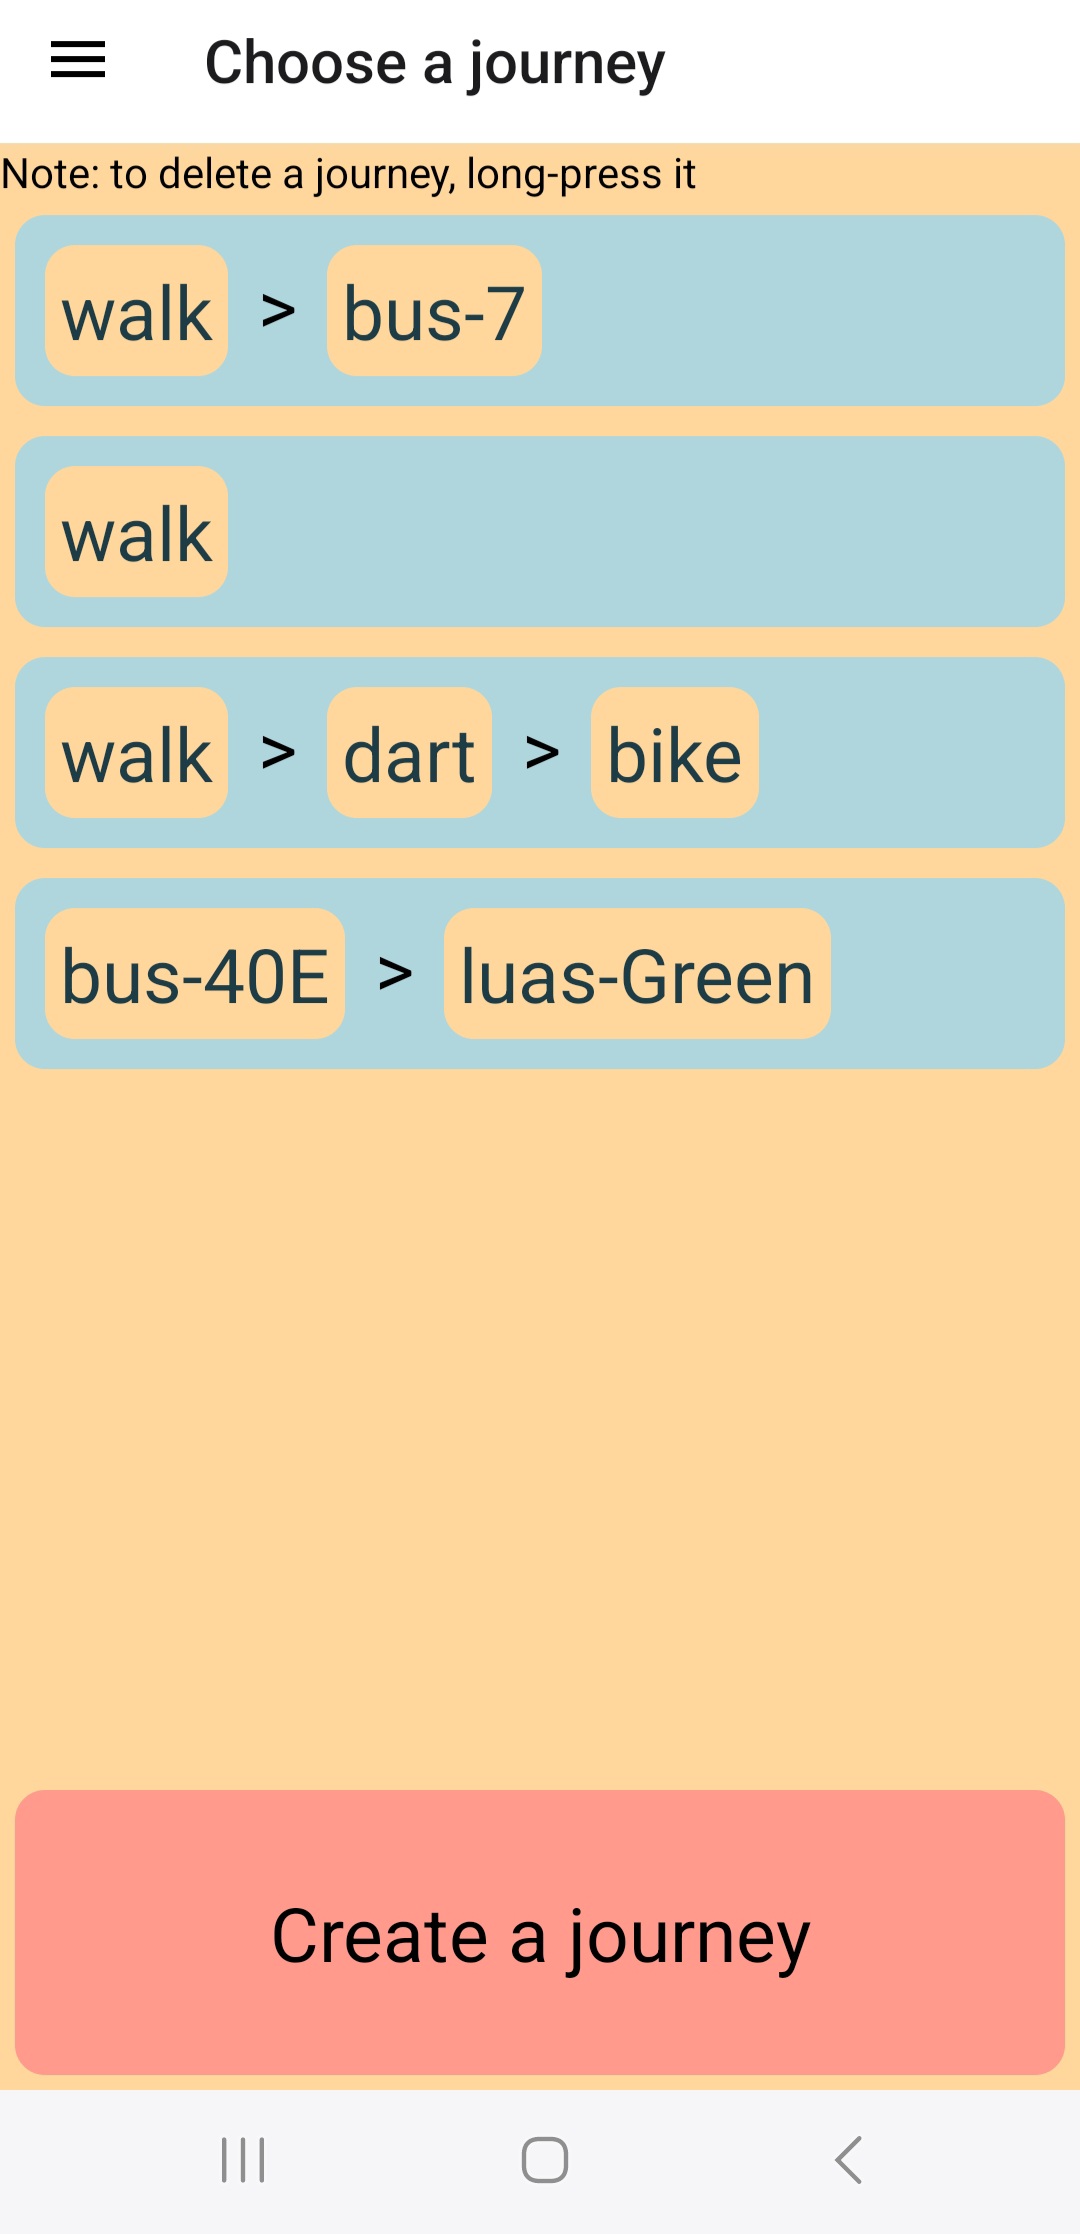 Choose a journey
Note: to delete a journey, long-press it
walk > bus-7
walk
walk > dart > bike
bus-40E > luas-Green
Create a journey